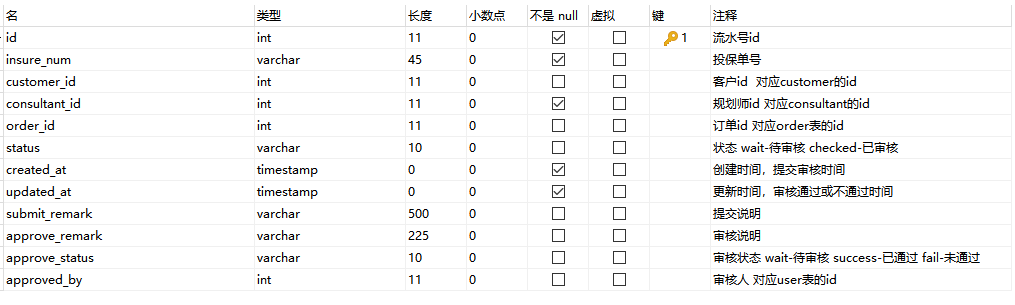 名 类型 长度 小数点 不是 null 虚拟 键 注释
id int 11 0 1 流水号id
insure_num varchar 45 0 投保单号
customer_id int 11 0 客户id 对应customer的id
consultant_id int 11 0 规划师id 对应consultant的id
order_id int 11 0 订单id 对应order表的id
status varchar 10 0 状态 wait-待审核 checked-已审核
created_at timestamp 0 0 创建时间，提交审核时间
updated_at timestamp 0 0 更新时间，审核通过或不通过时间
submit_remark varchar 500 0 提交说明
approve_remark varchar 225 0 审核说明
approve_status varchar 10 0 审核状态 wait-待审核 success-已通过 fail-未通过
approved_by int 11 0 审核人 对应user表的id